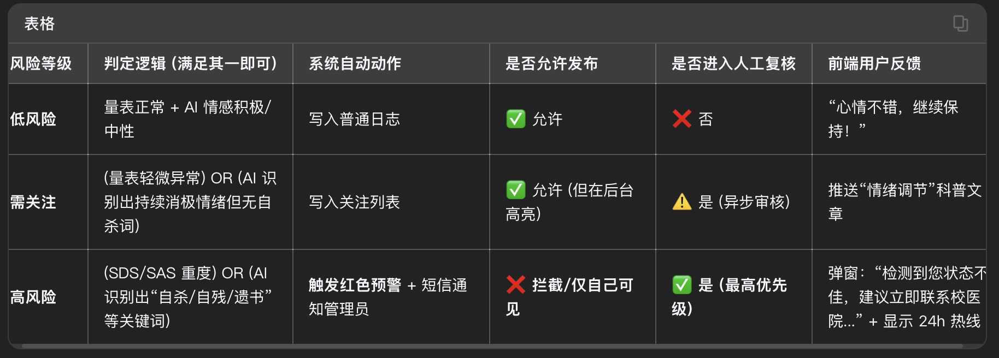 表格
风险等级
判定逻辑 (满足其一即可)
系统自动动作
是否允许发布
是否进入人工复核
前端用户反馈
低风险
量表正常 + AI 情感积极/
中性
写入普通日志
✅ 允许
❌ 否
“心情不错，继续保
持！”
需关注
(量表轻微异常) OR (AI 识
别出持续消极情绪但无自
杀词)
写入关注列表
✅ 允许 (但在后台
高亮)
⚠️ 是 (异步审核)
推送“情绪调节”科普文
章
高风险
(SDS/SAS 重度) OR (AI
识别出“自杀/自残/遗书”
等关键词)
触发红色预警 + 短信通
知管理员
❌ 拦截/仅自己可
见
✅ 是 (最高优先
级)
弹窗：“检测到您状态不
佳，建议立即联系校医
院...” + 显示 24h 热线